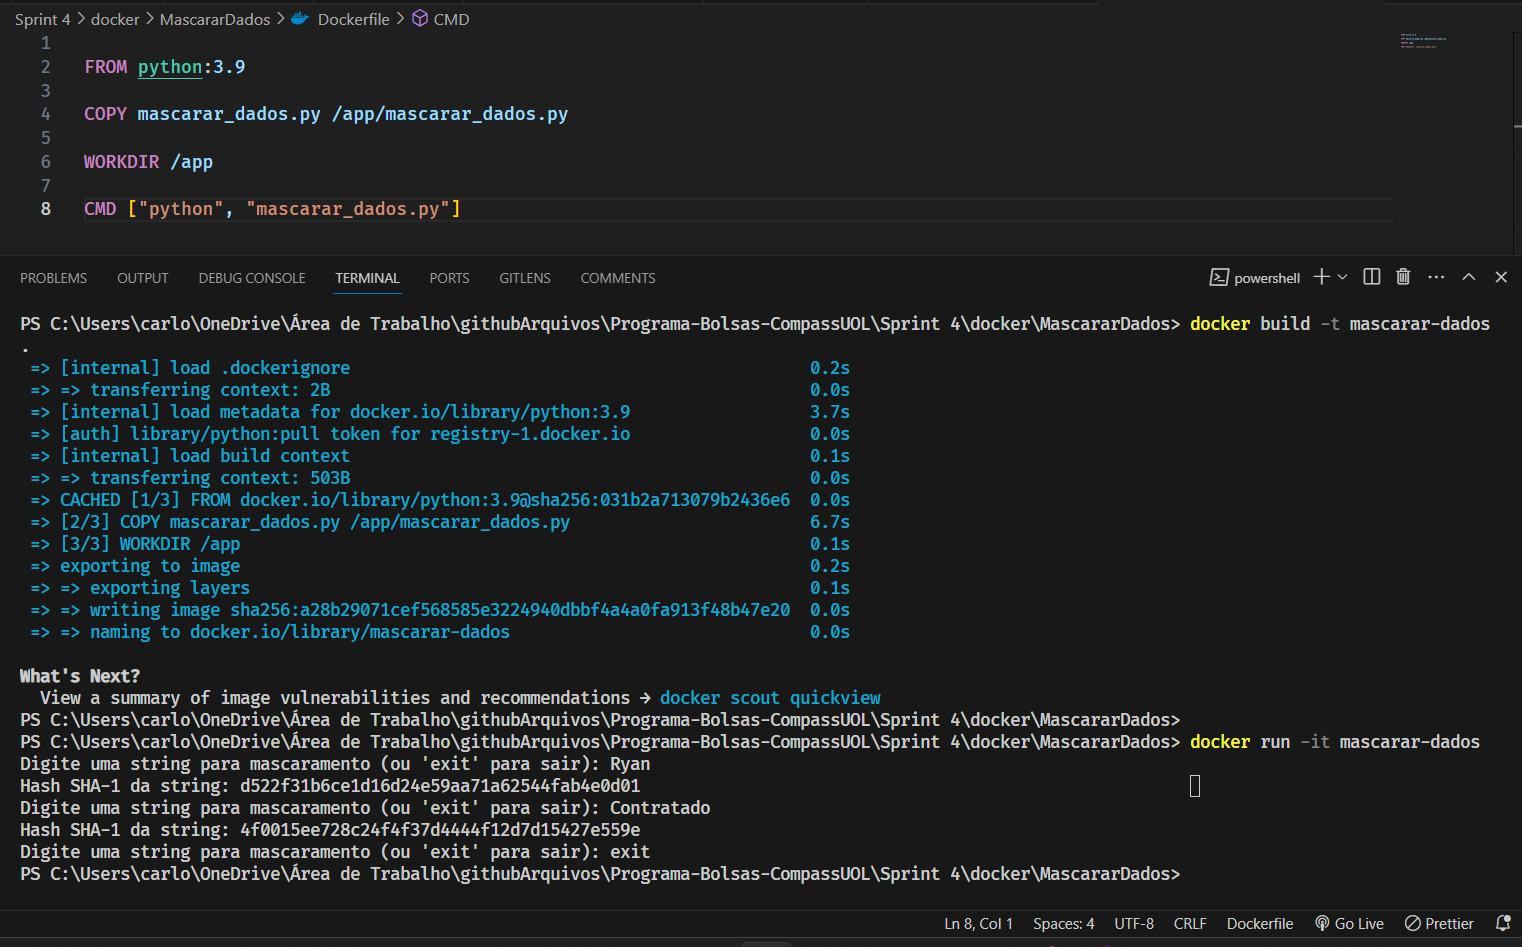 Sprint 4 > docker > MascararDados > Dockerfile > CMD
1
2 FROM python:3.9
3
4 COPY mascarar_dados.py /app/mascarar_dados.py
5
6 WORKDIR /app
7
8 CMD ["python", "mascarar_dados.py"]
PROBLEMS OUTPUT DEBUG CONSOLE TERMINAL PORTS GITLENS COMMENTS powershell
PS C:\Users\carlo\OneDrive\Área de Trabalho\githubArquivos\Programa-Bolsas-CompassUOL\Sprint 4\docker\MascararDados> docker build -t mascarar-dados
.
=> [internal] load .dockerignore 0.2s
=> => transferring context: 2B 0.0s
=> [internal] load metadata for docker.io/library/python:3.9 3.7s
=> [auth] library/python:pull token for registry-1.docker.io 0.0s
=> [internal] load build context 0.1s
=> => transferring context: 503B 0.0s
=> CACHED [1/3] FROM docker.io/library/python:3.9@sha256:031b2a713079b2436e6 0.0s
=> [2/3] COPY mascarar_dados.py /app/mascarar_dados.py 6.7s
=> [3/3] WORKDIR /app 0.1s
=> exporting to image 0.2s
=> => exporting layers 0.1s
=> => writing image sha256:a28b29071cef568585e3224940dbbf4a4a0fa913f48b47e20 0.0s
=> => naming to docker.io/library/mascarar-dados 0.0s
What's Next?
View a summary of image vulnerabilities and recommendations → docker scout quickview
PS C:\Users\carlo\OneDrive\Área de Trabalho\githubArquivos\Programa-Bolsas-CompassUOL\Sprint 4\docker\MascararDados>
PS C:\Users\carlo\OneDrive\Área de Trabalho\githubArquivos\Programa-Bolsas-CompassUOL\Sprint 4\docker\MascararDados> docker run -it mascarar-dados
Digite uma string para mascaramento (ou 'exit' para sair): Ryan
Hash SHA-1 da string: d522f31b6ce1d16d24e59aa71a62544fab4e0d01
Digite uma string para mascaramento (ou 'exit' para sair): Contratado
Hash SHA-1 da string: 4f0015ee728c24f4f37d4444f12d7d15427e559e
Digite uma string para mascaramento (ou 'exit' para sair): exit
PS C:\Users\carlo\OneDrive\Área de Trabalho\githubArquivos\Programa-Bolsas-CompassUOL\Sprint 4\docker\MascararDados>
Ln 8, Col 1 Spaces: 4 UTF-8 CRLF Dockerfile Go Live Prettier